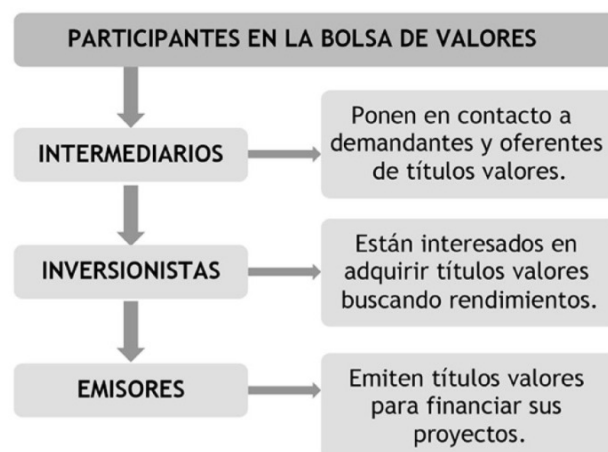 PARTICIPANTES EN LA BOLSA DE VALORES
INTERMEDIARIOS
Ponen en contacto a
demandantes y oferentes
de títulos valores.
INVERSIONISTAS
Están interesados en
adquirir títulos valores
buscando rendimientos.
EMISORES
Emiten títulos valores
para financiar sus
proyectos.